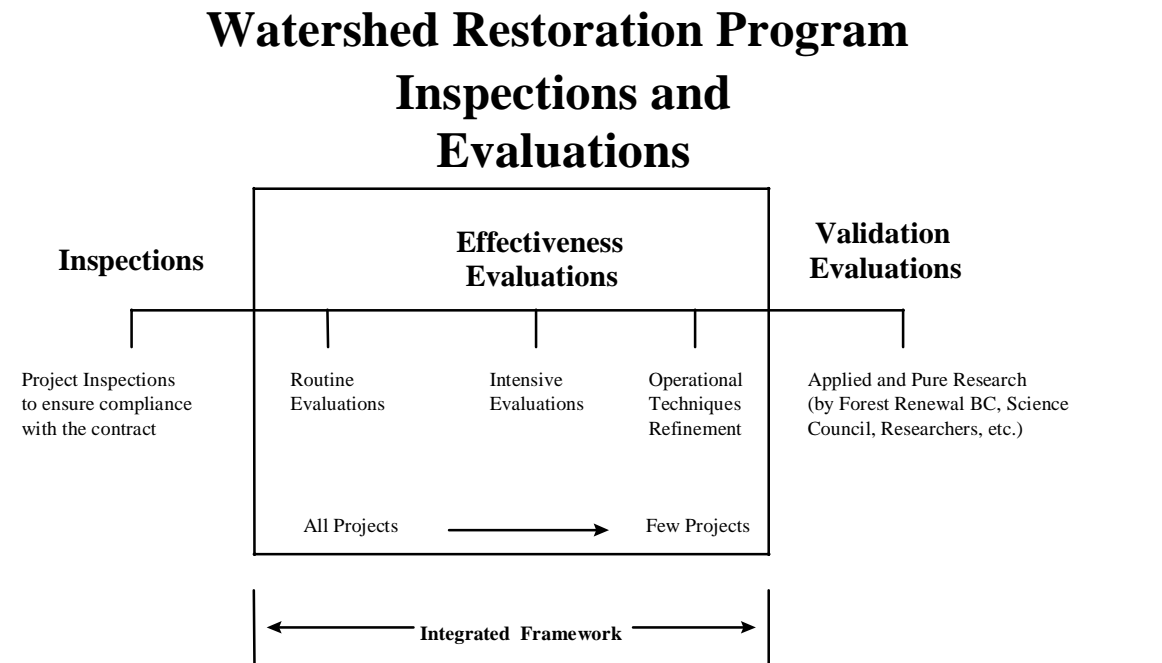 Watershed Restoration Program
Inspections and
Evaluations
Inspections
Effectiveness
Evaluations
Validation
Evaluations
Project Inspections
to ensure compliance
with the contract
Routine
Evaluations
Intensive
Evaluations
Operational
Techniques
Refinement
Applied and Pure Research
(by Forest Renewal BC, Science
Council, Researchers, etc.)
All Projects
Few Projects
Integrated Framework